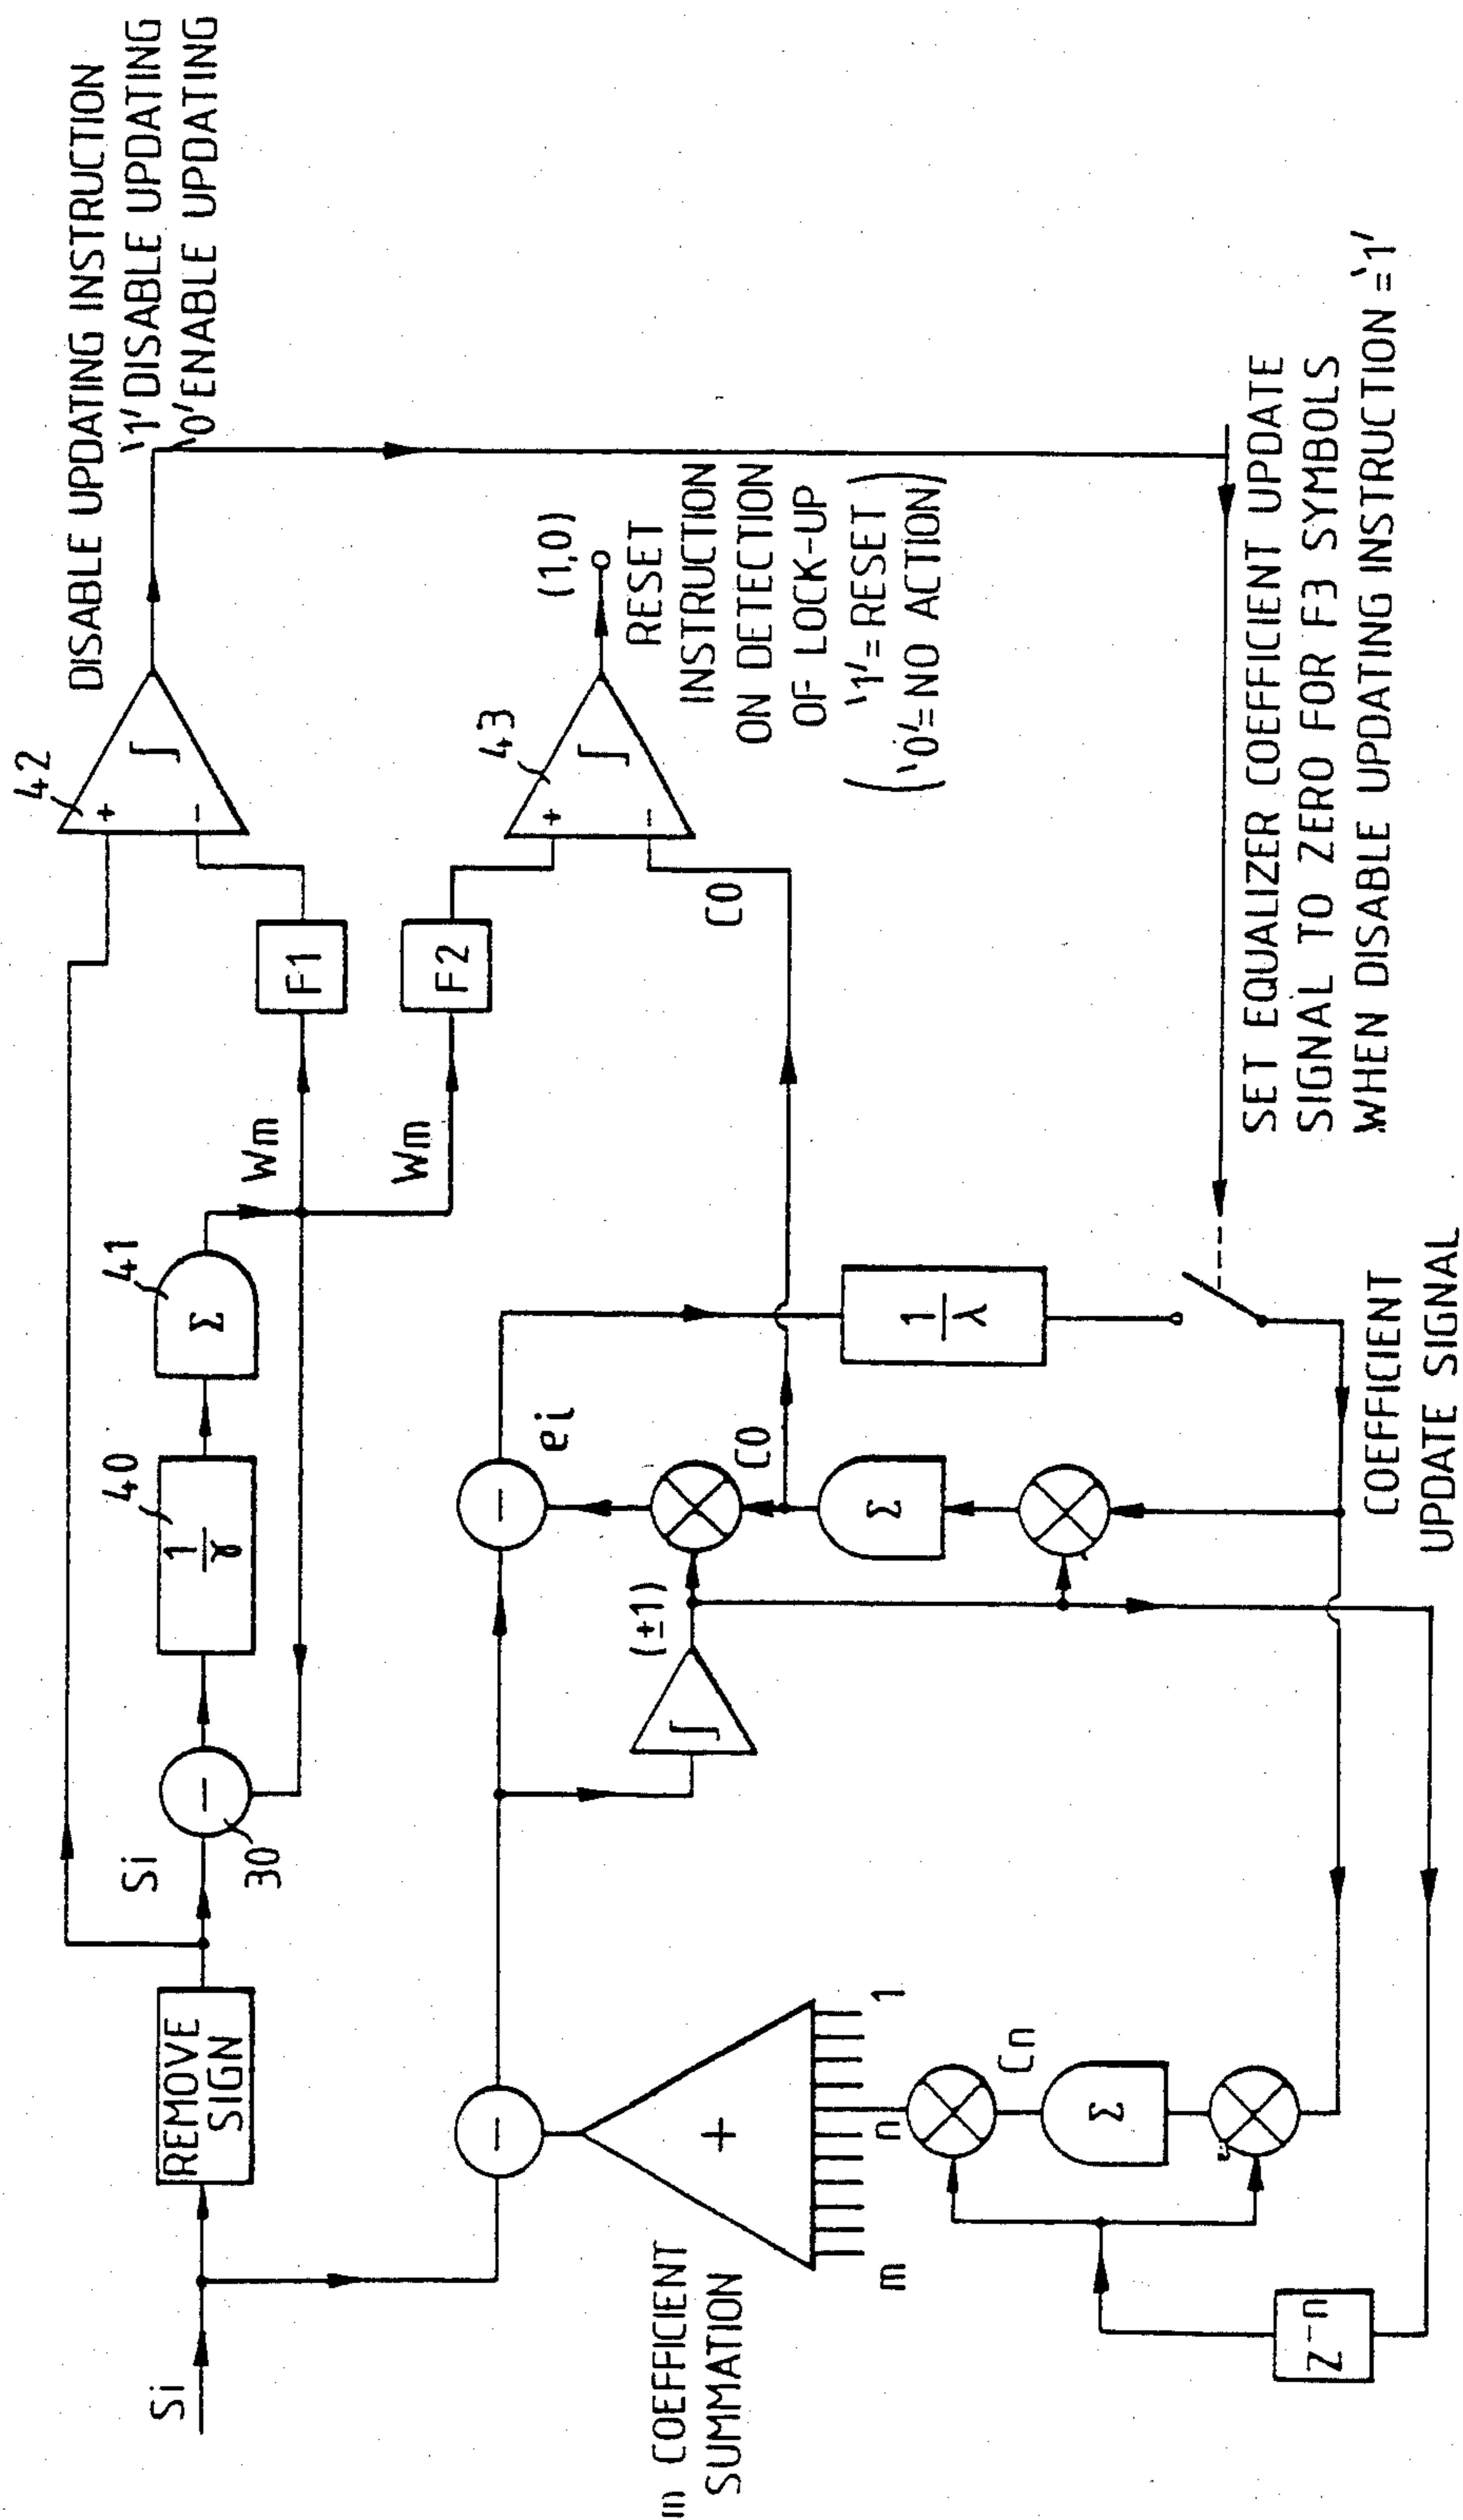 Si
REMOVE
SIGN
Si
30
40
1
γ
41
Σ
Wm
Wm
F1
F2
42
+
-
∫
DISABLE UPDATING INSTRUCTION
'1' DISABLE UPDATING
'0' ENABLE UPDATING
43
+
-
∫
(1,0)
RESET
INSTRUCTION
ON DETECTION
OF LOCK-UP
('1'= RESET
'0'= NO ACTION)
C0
-
-
ei
(±1)
∫
C0
Σ
1
λ
m COEFFICIENT
SUMMATION
+
m
n
1
Cn
Σ
Z-n
COEFFICIENT
UPDATE SIGNAL
SET EQUALIZER COEFFICIENT UPDATE
SIGNAL TO ZERO FOR F3 SYMBOLS
WHEN DISABLE UPDATING INSTRUCTION ='1'